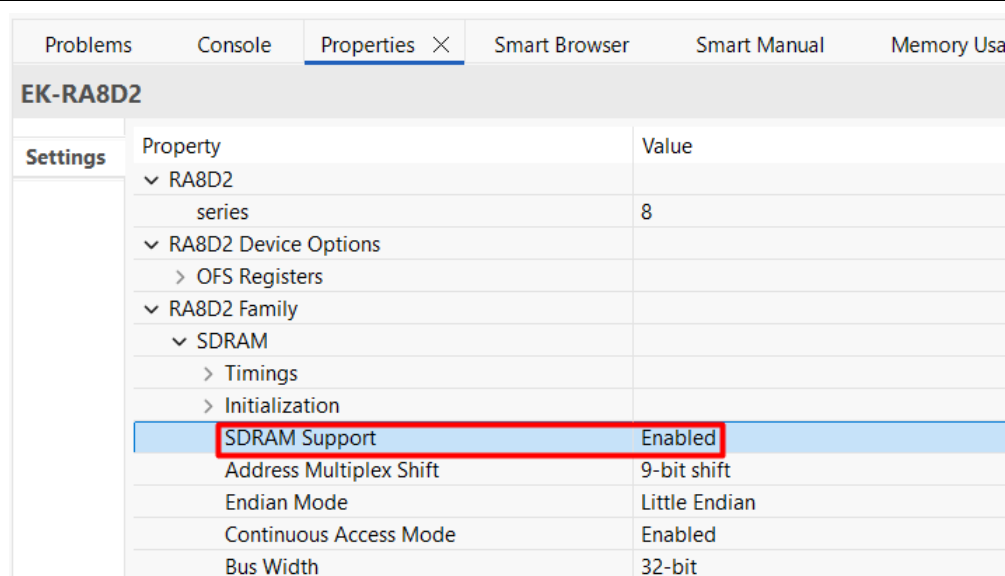 Problems Console Properties Smart Browser Smart Manual Memory Usa
EK-RA8D2
Settings
Property Value
RA8D2
series 8
RA8D2 Device Options
OFS Registers
RA8D2 Family
SDRAM
Timings
Initialization
SDRAM Support Enabled
Address Multiplex Shift 9-bit shift
Endian Mode Little Endian
Continuous Access Mode Enabled
Bus Width 32-bit